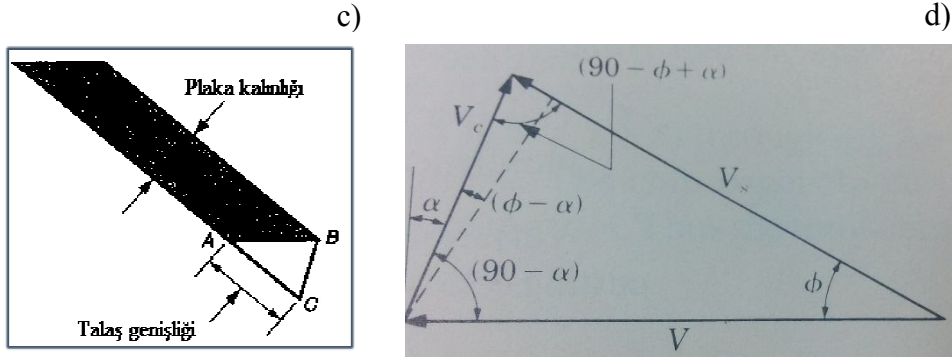 c)
d)
Plaka kalınlığı
A
B
C
Talaş genişliği
(90 − ϕ + α)
V_c
V_s
α
(ϕ − α)
(90 − α)
ϕ
V